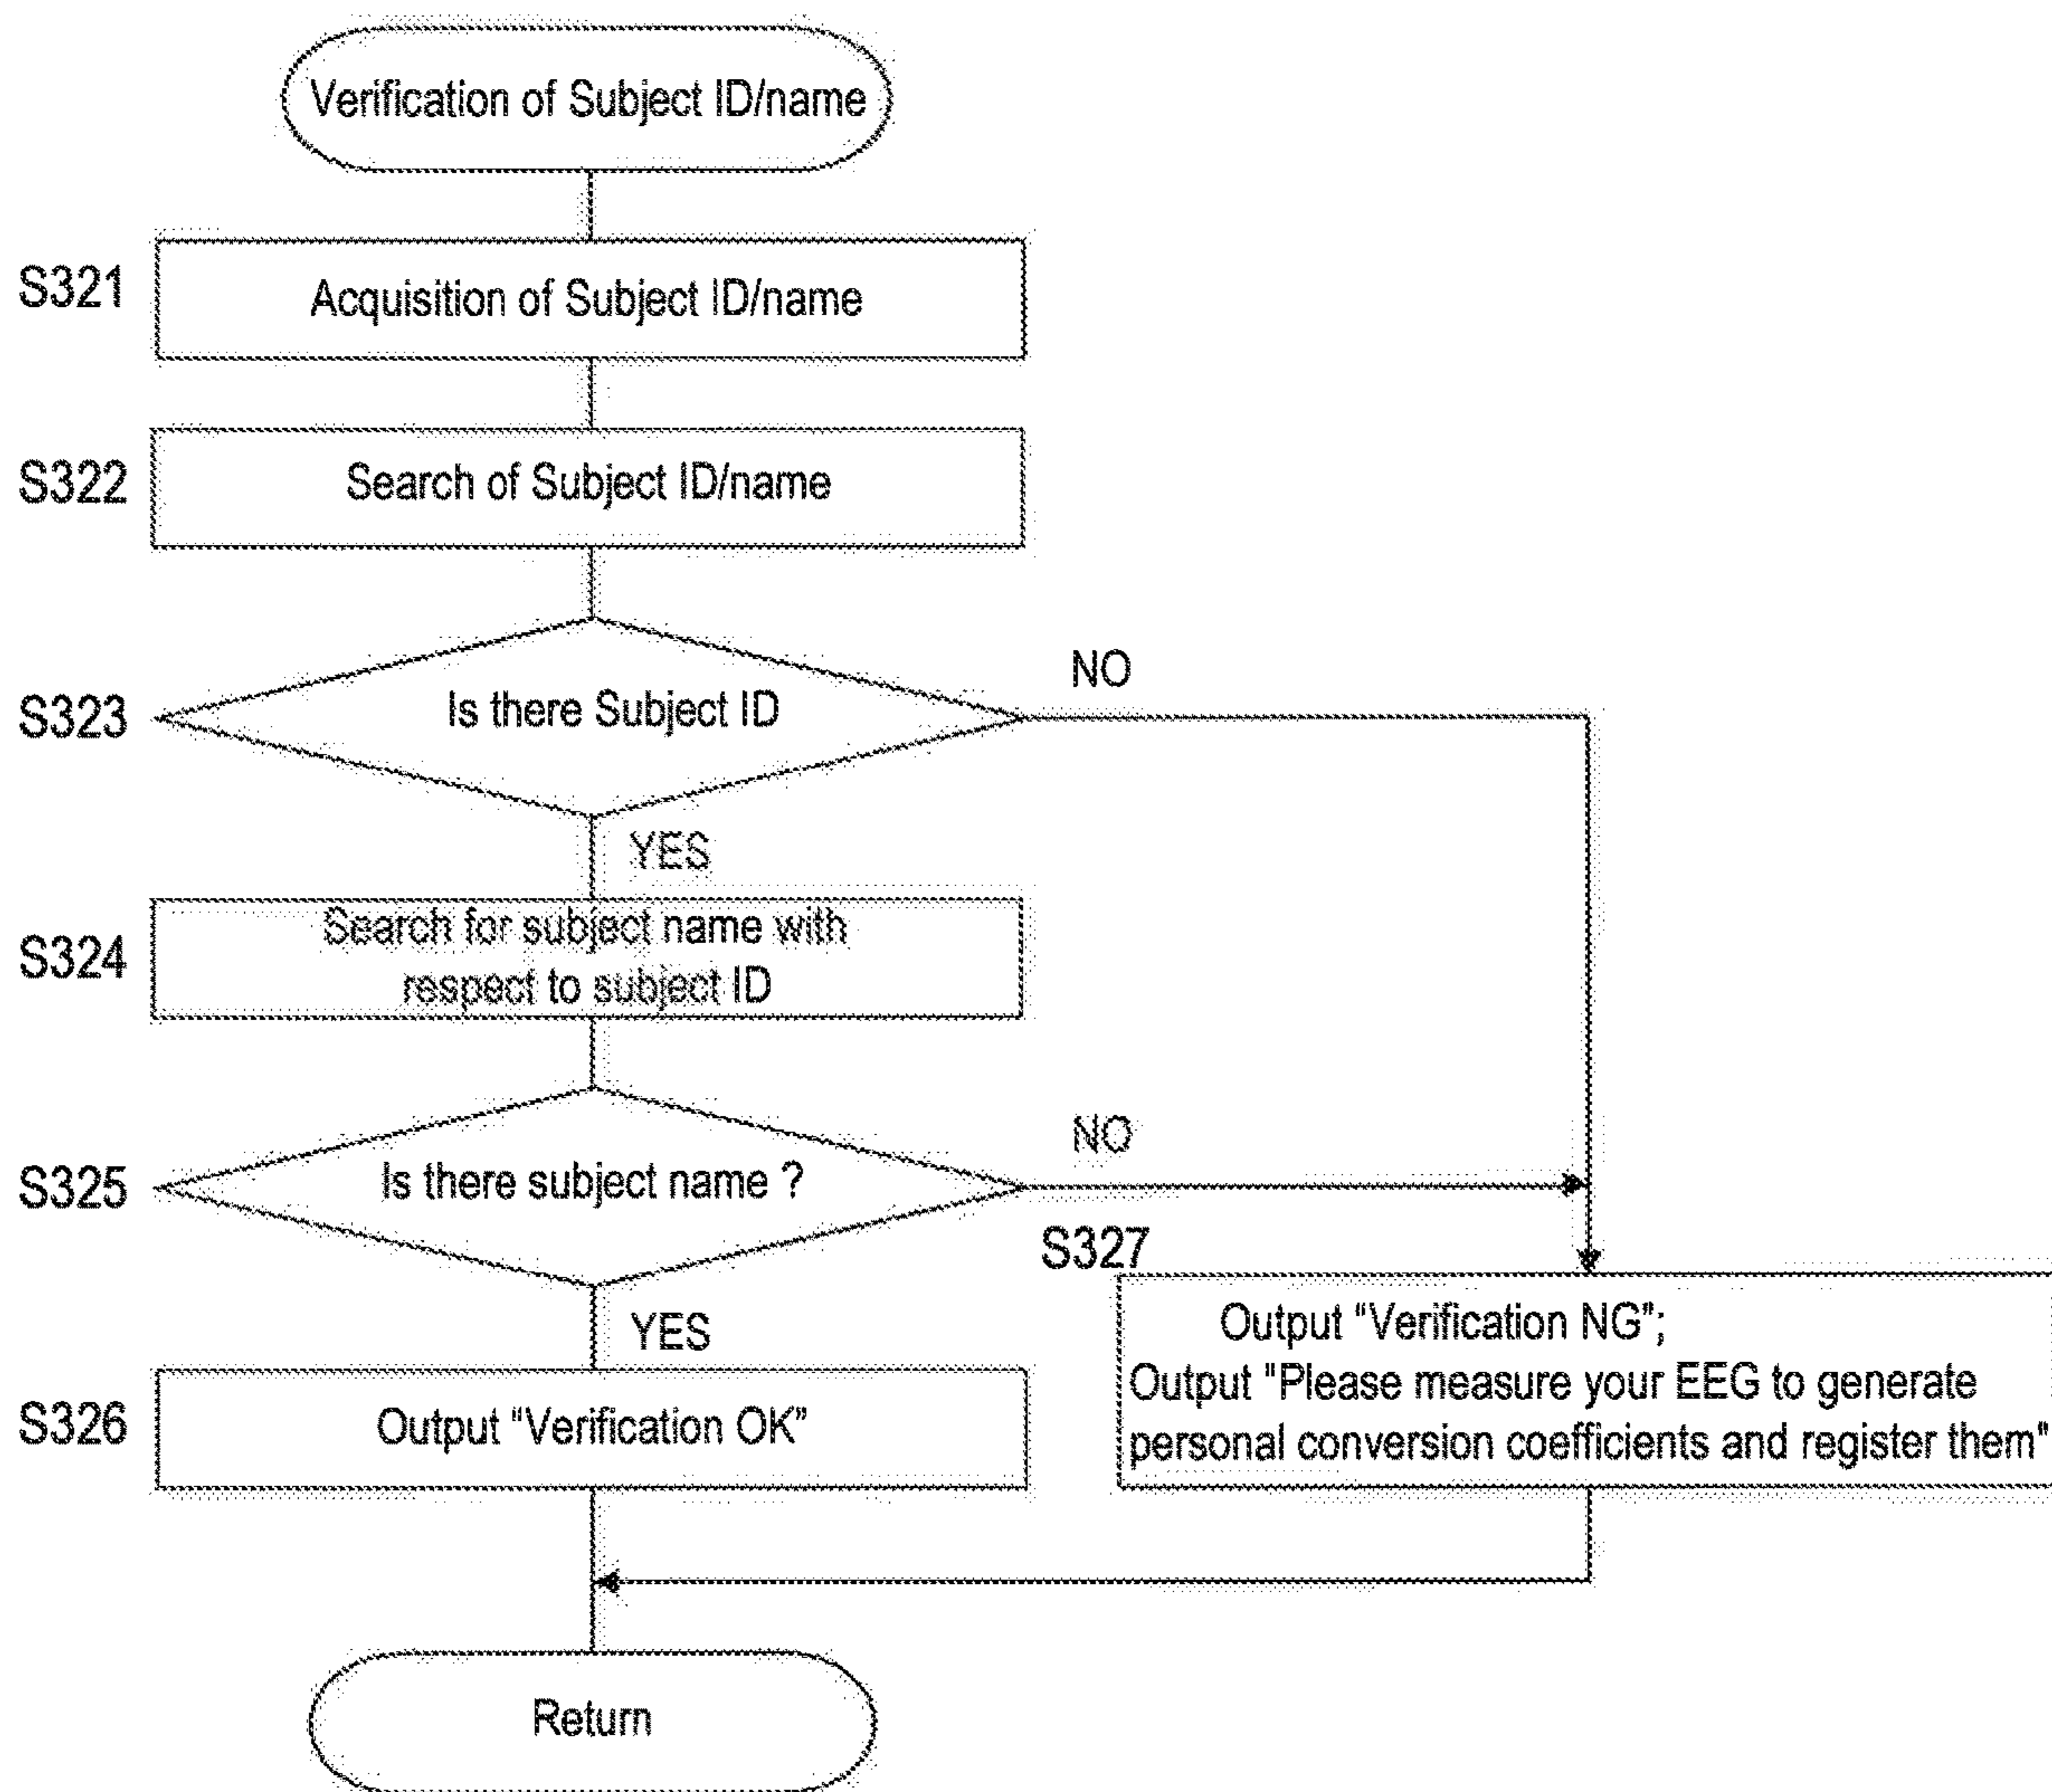 Verification of Subject ID/name
S321
Acquisition of Subject ID/name
S322
Search of Subject ID/name
S323
Is there Subject ID
NO
YES
S324
Search for subject name with
respect to subject ID
S325
Is there subject name ?
NO
YES
S326
Output "Verification OK"
S327
Output "Verification NG";
Output "Please measure your EEG to generate
personal conversion coefficients and register them"
Return